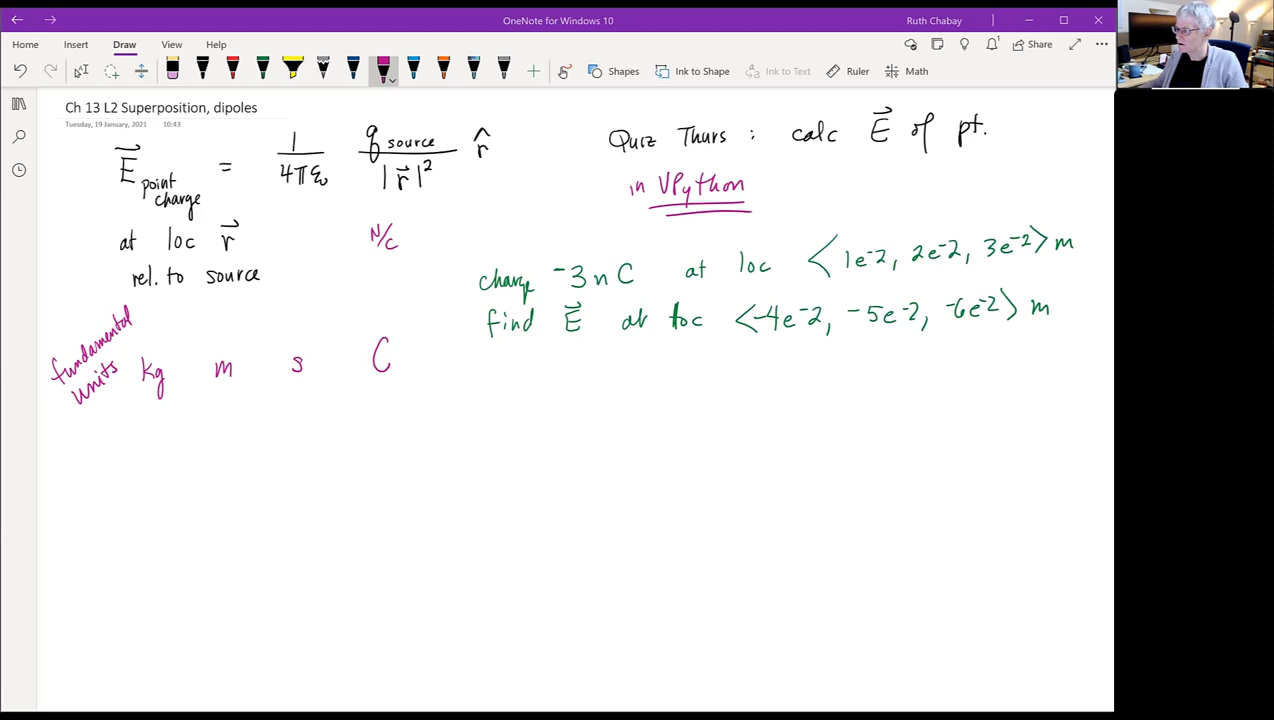 OneNote for Windows 10
Ruth Chabay
Home Insert Draw View Help
Share
Shapes Ink to Shape Ink to Text Ruler Math
Ch 13 L2 Superposition, dipoles
Tuesday, 19 January, 2021 10:43
E⃗ point charge = 1/4πε₀ q source/|r⃗|² r̂
at loc r⃗
rel. to source
N/C
Quiz Thurs : calc E⃗ of pt.
in VPython
charge -3 nC at loc <1e-2, 2e-2, 3e-2> m
find E⃗ at loc <-4e-2, -5e-2, -6e-2> m
fundamental units kg m s C